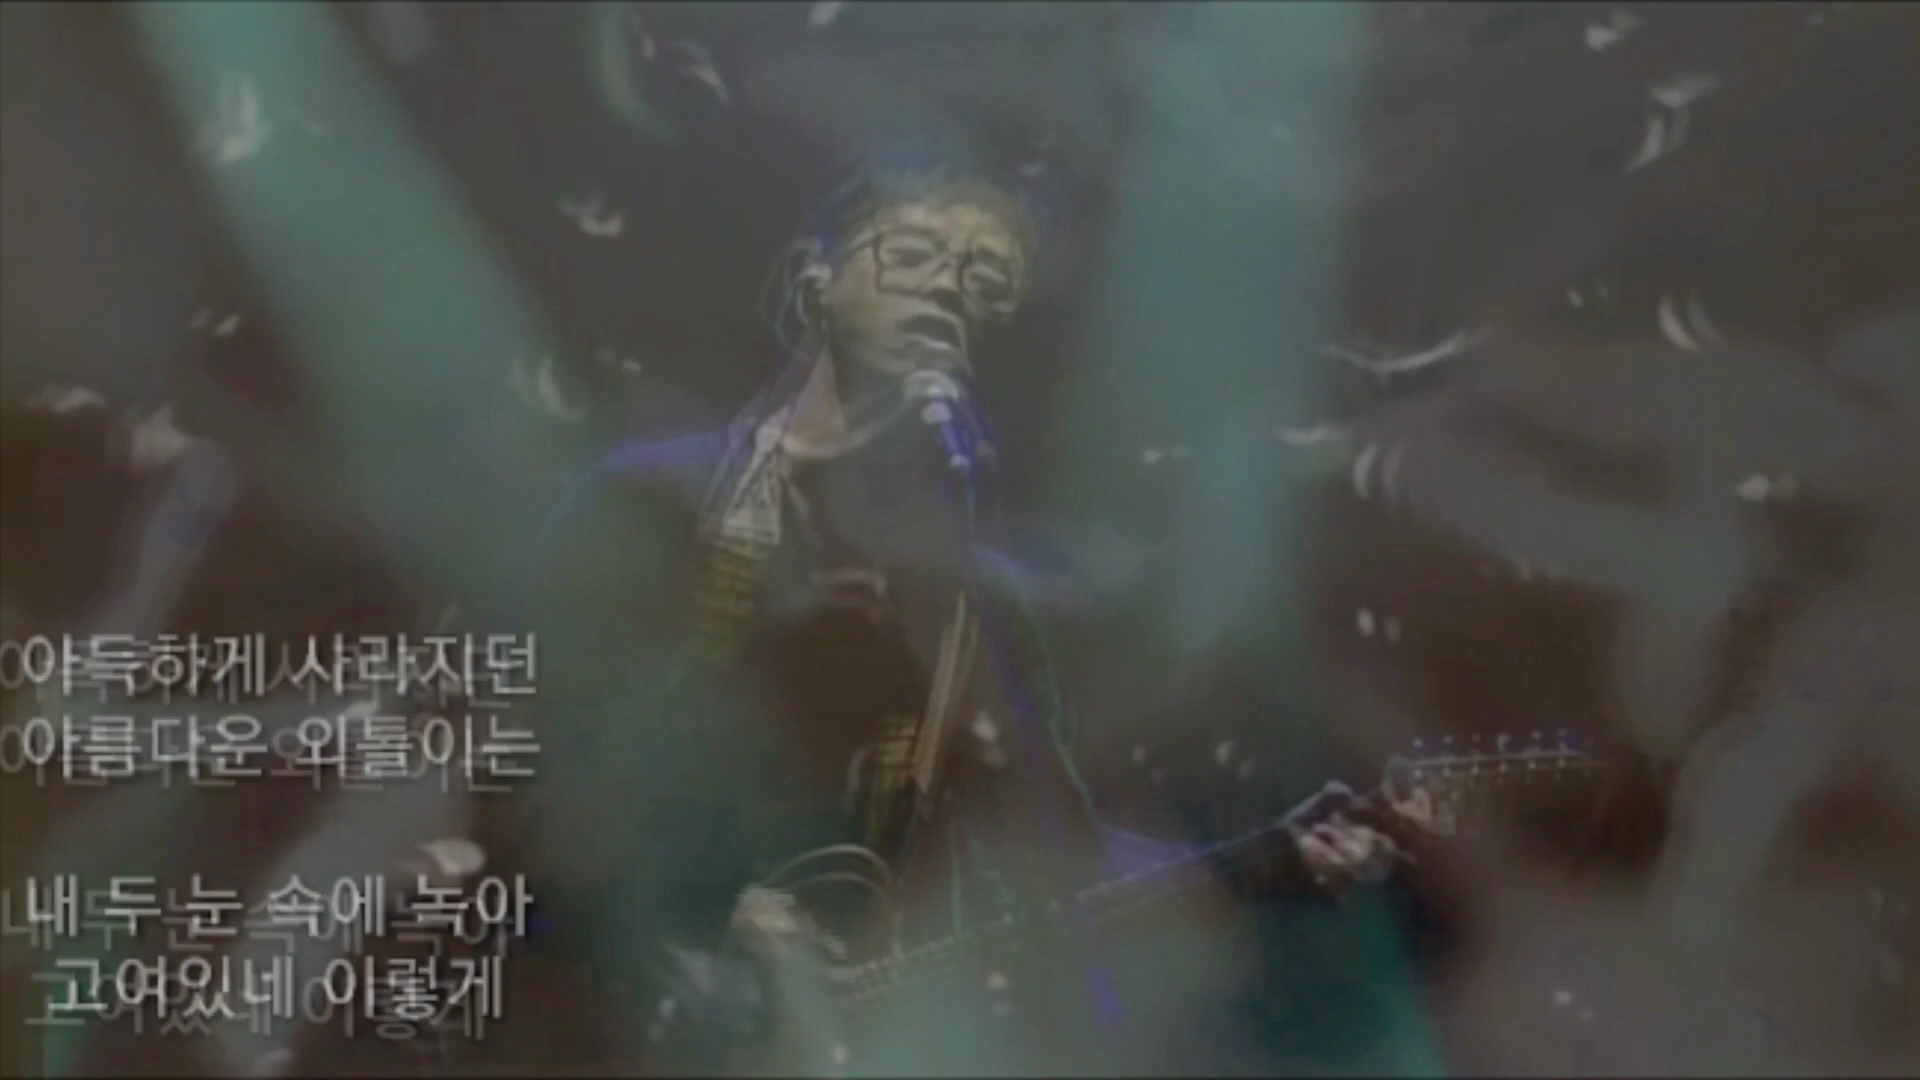 아득하게 사라지던
아름다운 외톨이는
내 두 눈 속에 녹아
고여있네 이렇게